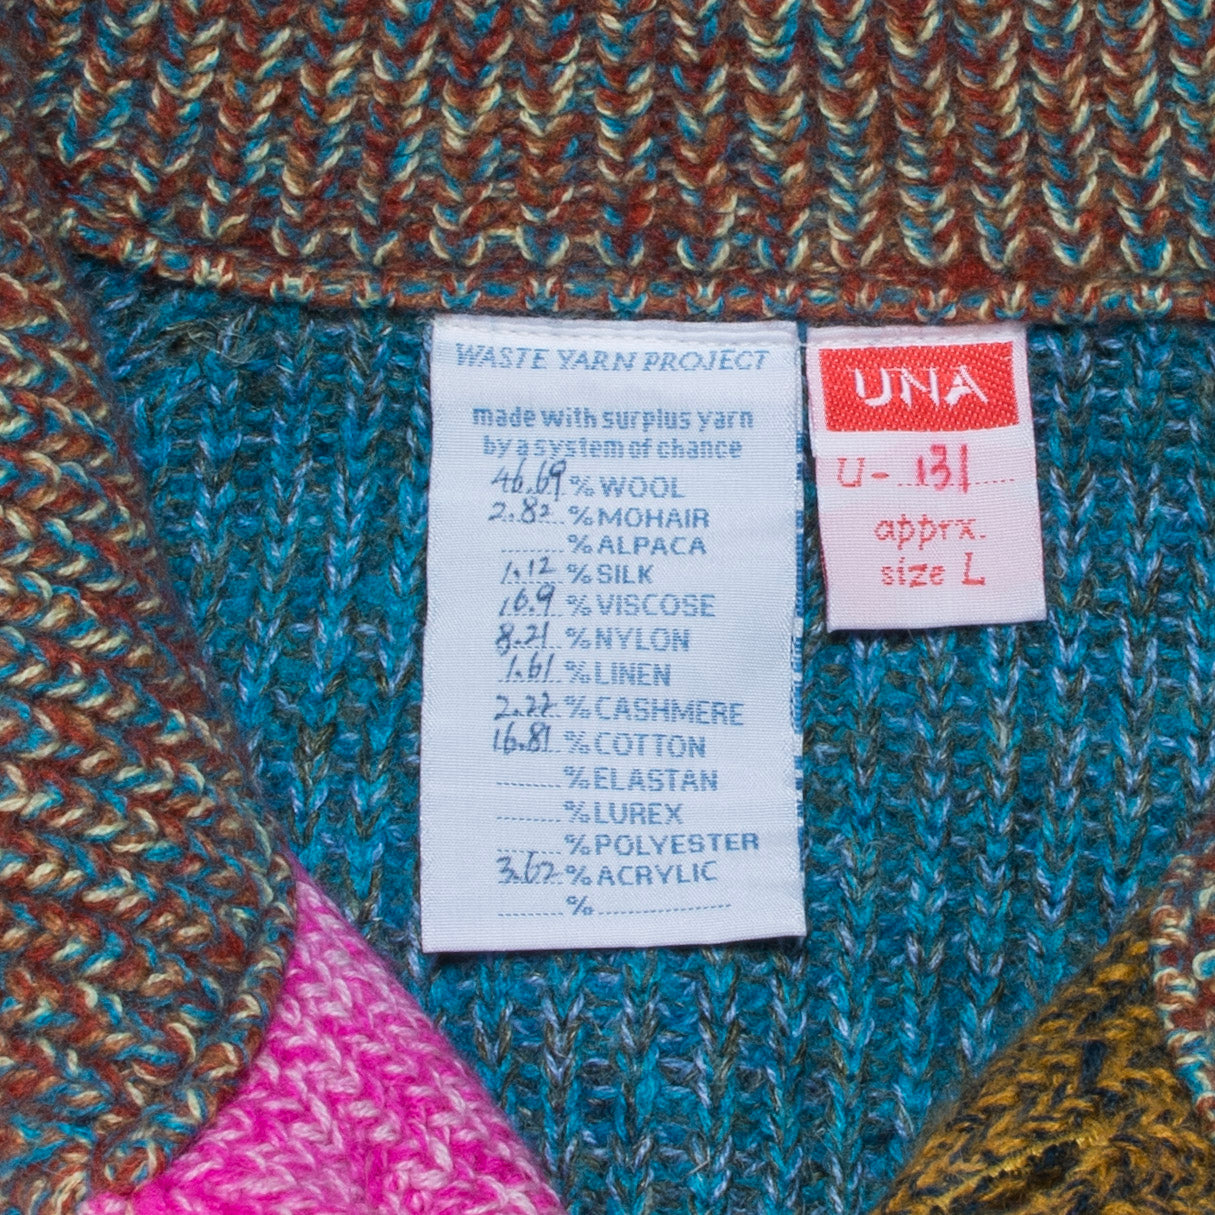 WASTE YARN PROJECT
made with surplus yarn
by a system of chance
46.69 % WOOL
2.82 % MOHAIR
% ALPACA
1.12 % SILK
16.9 % VISCOSE
8.21 % NYLON
1.61 % LINEN
2.22 % CASHMERE
16.81 % COTTON
% ELASTAN
% LUREX
% POLYESTER
3.62 % ACRYLIC
%
UNA
U- 131
apprx.
size L